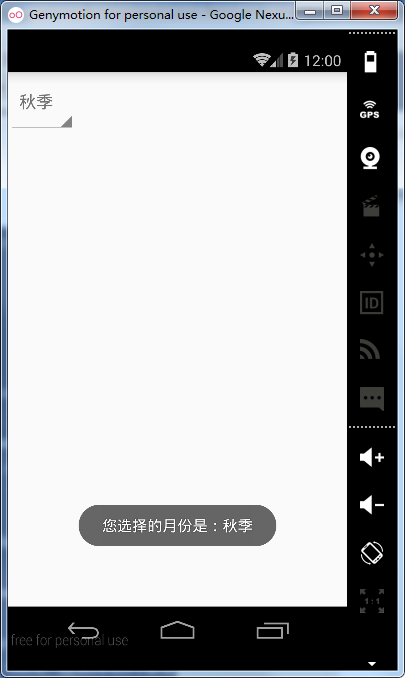 Genymotion for personal use - Google Nexu...
12:00
秋季
GPS
ID
1:1
您选择的月份是：秋季
free for personal use